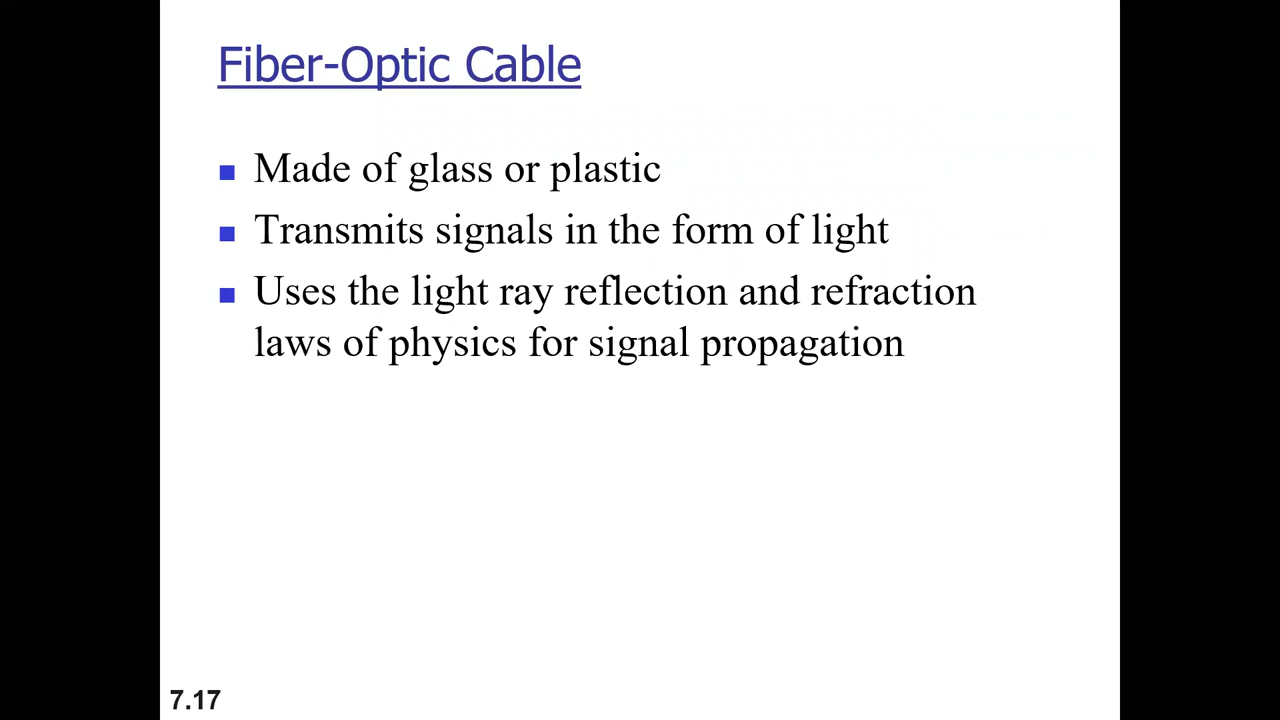 Fiber-Optic Cable
Made of glass or plastic
Transmits signals in the form of light
Uses the light ray reflection and refraction
laws of physics for signal propagation
7.17